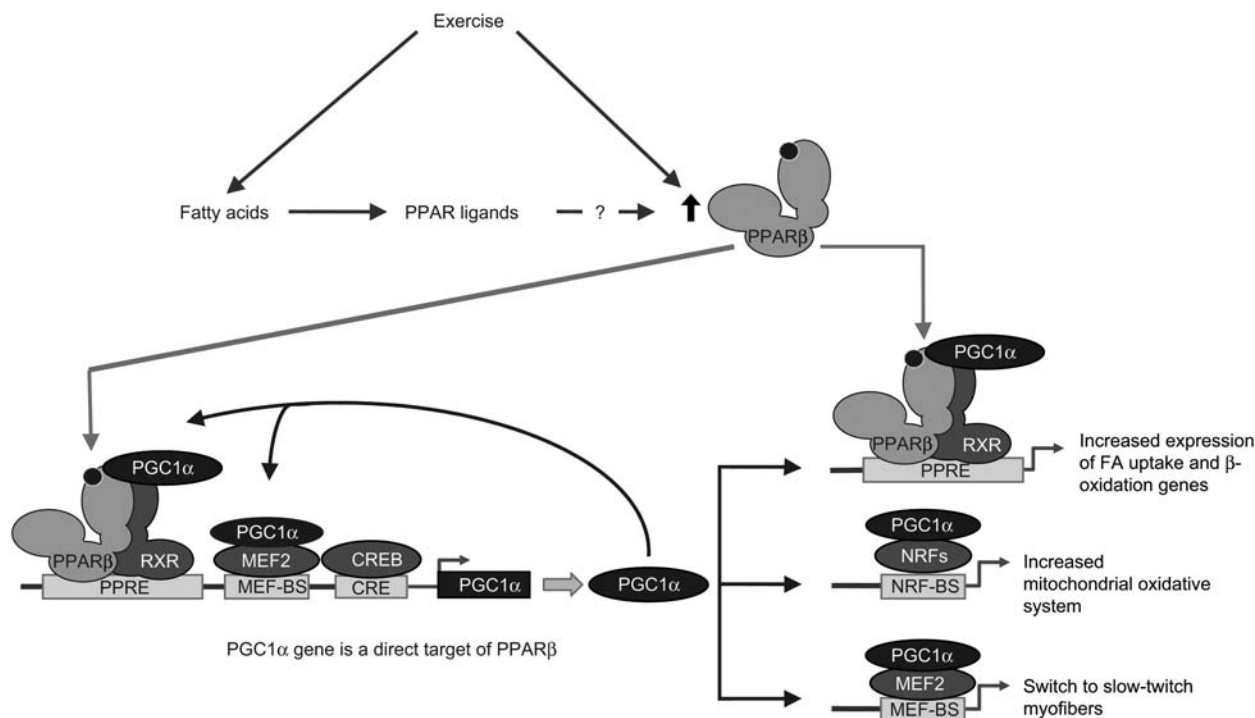 Exercise
Fatty acids
PPAR ligands
?
PPARβ
PGC1α
PPARβ
RXR
PPRE
Increased expression
of FA uptake and β-
oxidation genes
PGC1α
PPARβ
RXR
PPRE
PGC1α
MEF2
MEF-BS
CREB
CRE
PGC1α
PGC1α
PGC1α
NRFs
NRF-BS
Increased
mitochondrial oxidative
system
PGC1α gene is a direct target of PPARβ
PGC1α
MEF2
MEF-BS
Switch to slow-twitch
myofibers